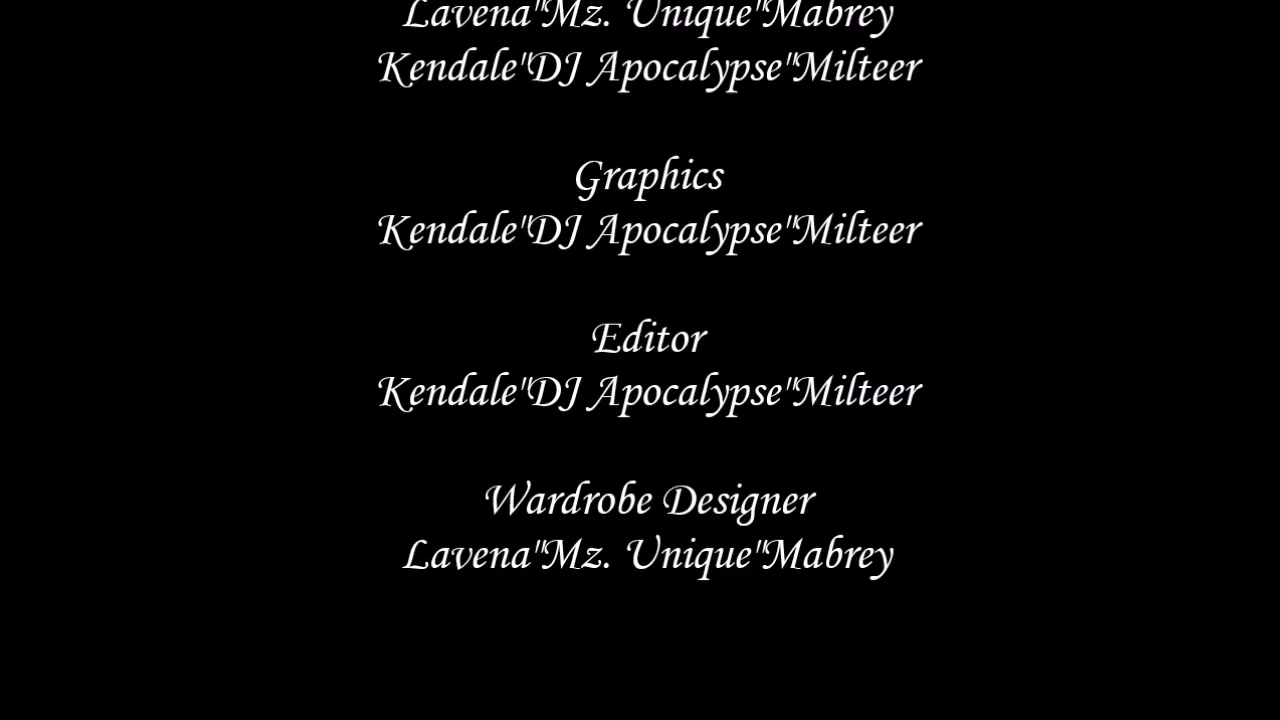 Lavena"Mz. Unique"Mabrey
Kendale"DJ Apocalypse"Milteer
Graphics
Kendale"DJ Apocalypse"Milteer
Editor
Kendale"DJ Apocalypse"Milteer
Wardrobe Designer
Lavena"Mz. Unique"Mabrey